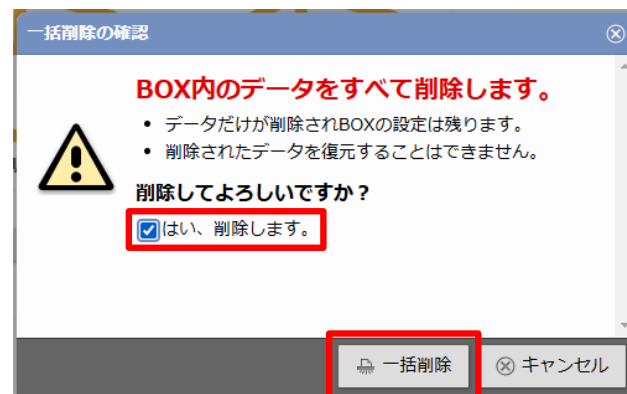 一括削除の確認
BOX内のデータをすべて削除します。
• データだけが削除されBOXの設定は残ります。
• 削除されたデータを復元することはできません。
削除してよろしいですか？
はい、削除します。
一括削除
キャンセル